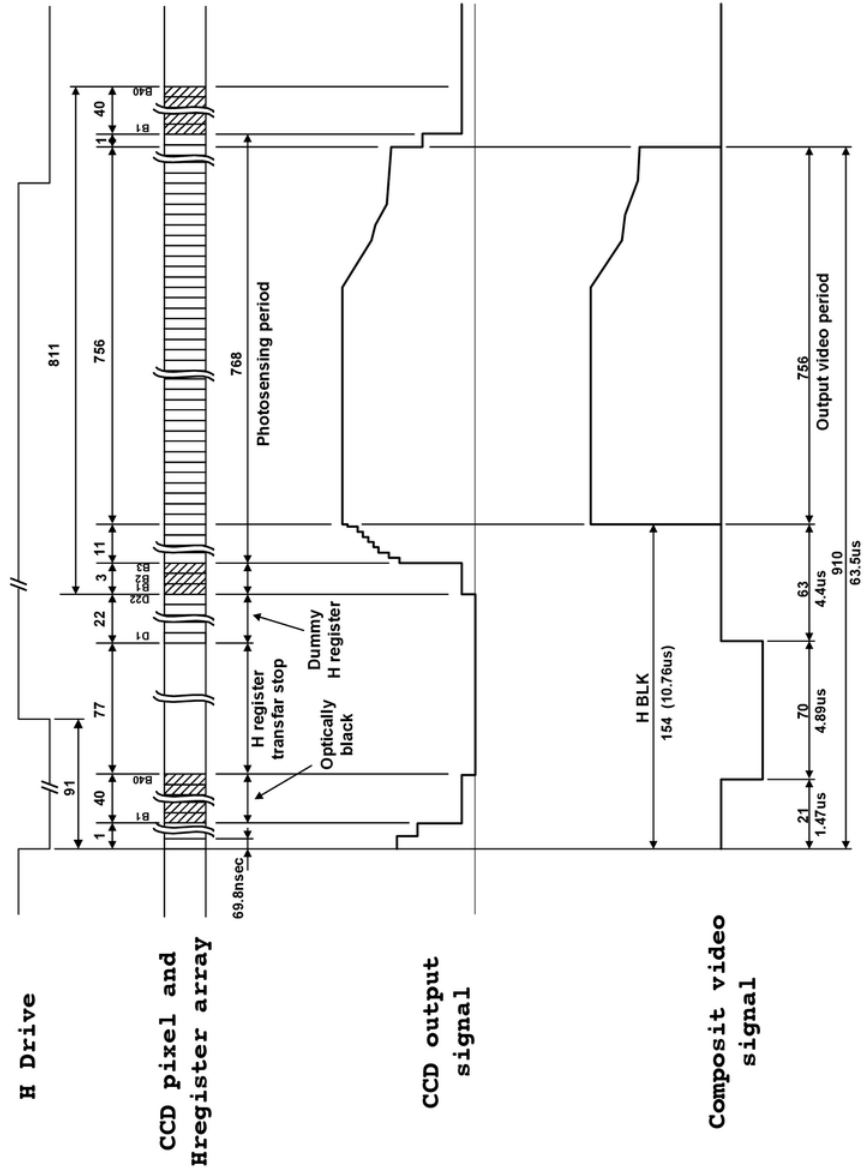 H Drive
91
811
1
40
77
22
3
11
756
1
40
CCD pixel and
Hregister array
B1
B40
D1
D22
B1
B2
B3
B1
B40
69.8nsec
Optically
black
H register
transfar stop
Dummy
H register
768
Photosensing period
CCD output
signal
H BLK
154 (10.76us)
Composit video
signal
21
1.47us
70
4.89us
63
4.4us
756
Output video period
910
63.5us